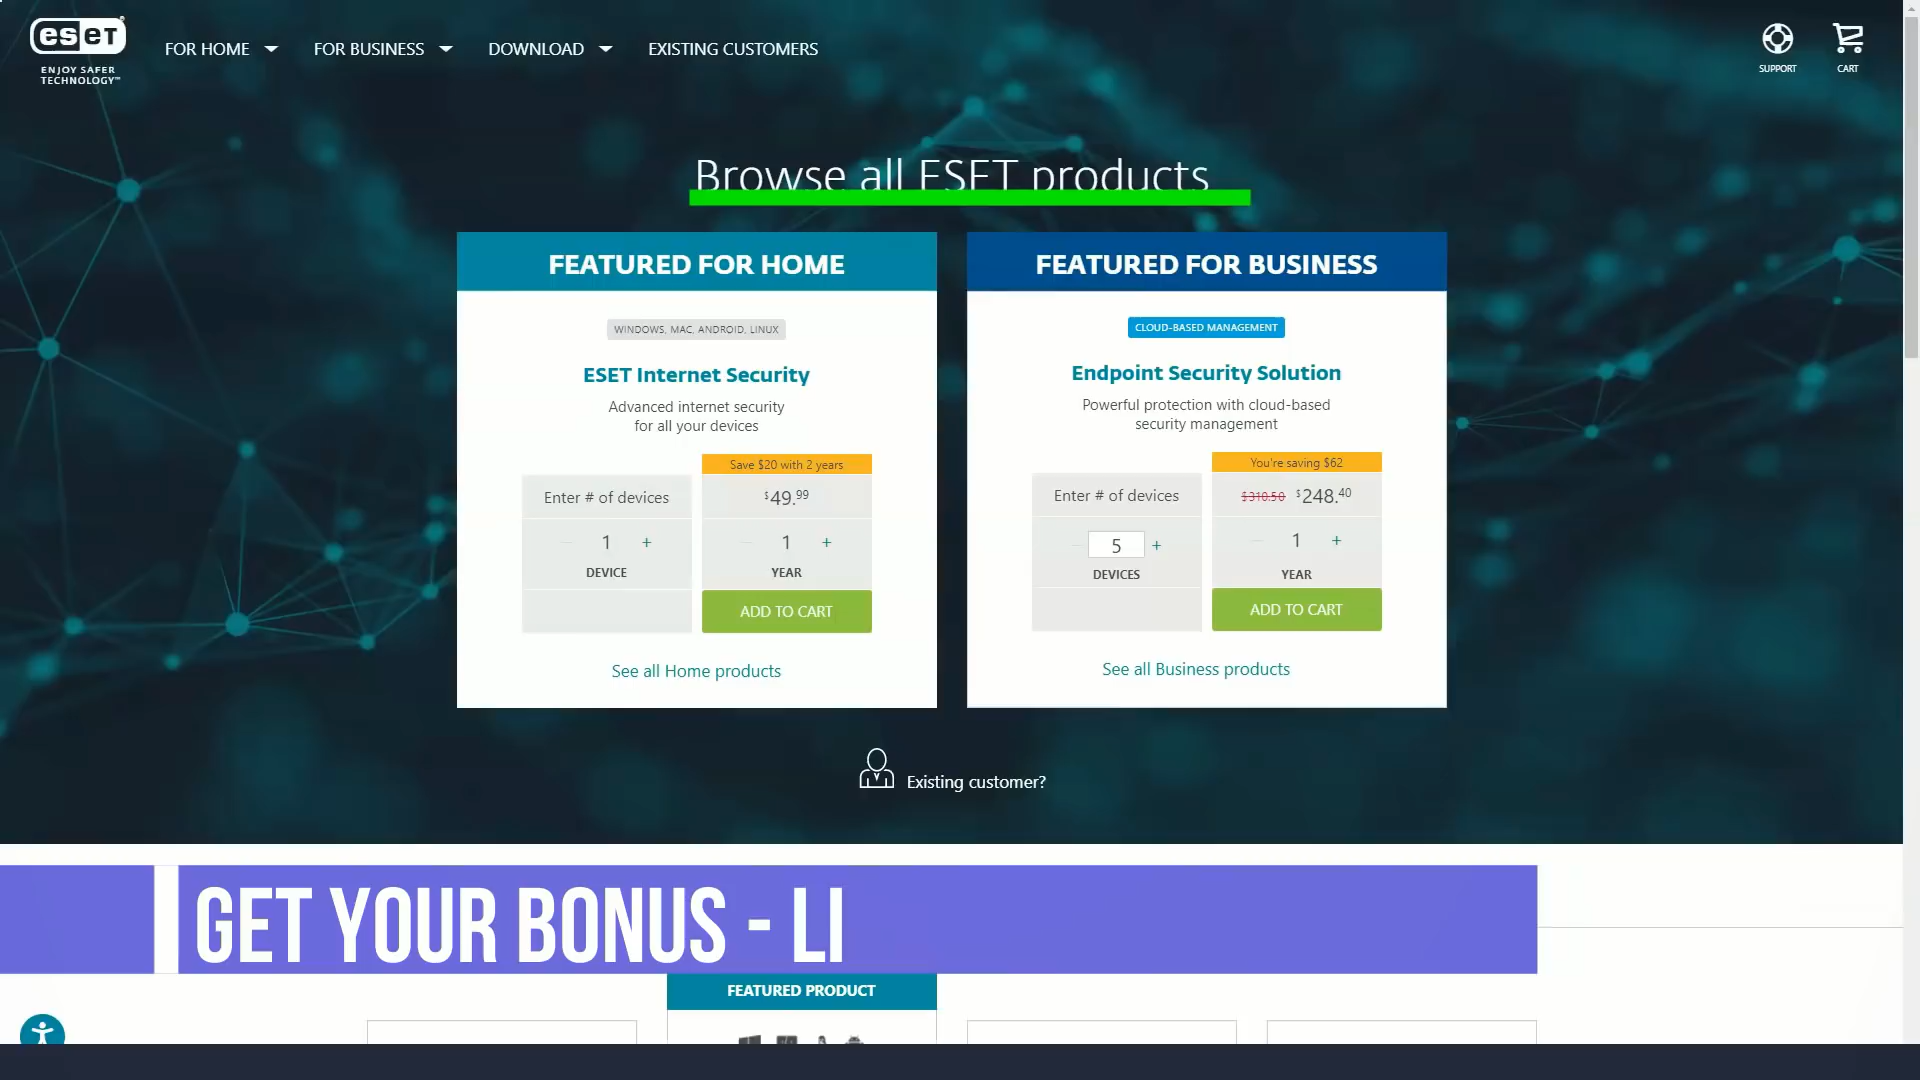 eset
ENJOY SAFER
TECHNOLOGY™
FOR HOME
FOR BUSINESS
DOWNLOAD
EXISTING CUSTOMERS
SUPPORT
CART
Browse all ESET products
FEATURED FOR HOME
WINDOWS, MAC, ANDROID, LINUX
ESET Internet Security
Advanced internet security
for all your devices
Save $20 with 2 years
Enter # of devices
$49.99
- 1 +
- 1 +
DEVICE
YEAR
ADD TO CART
See all Home products
FEATURED FOR BUSINESS
CLOUD-BASED MANAGEMENT
Endpoint Security Solution
Powerful protection with cloud-based
security management
You're saving $62
Enter # of devices
$310.50 $248.40
- 5 +
- 1 +
DEVICES
YEAR
ADD TO CART
See all Business products
Existing customer?
GET YOUR BONUS - LI
FEATURED PRODUCT